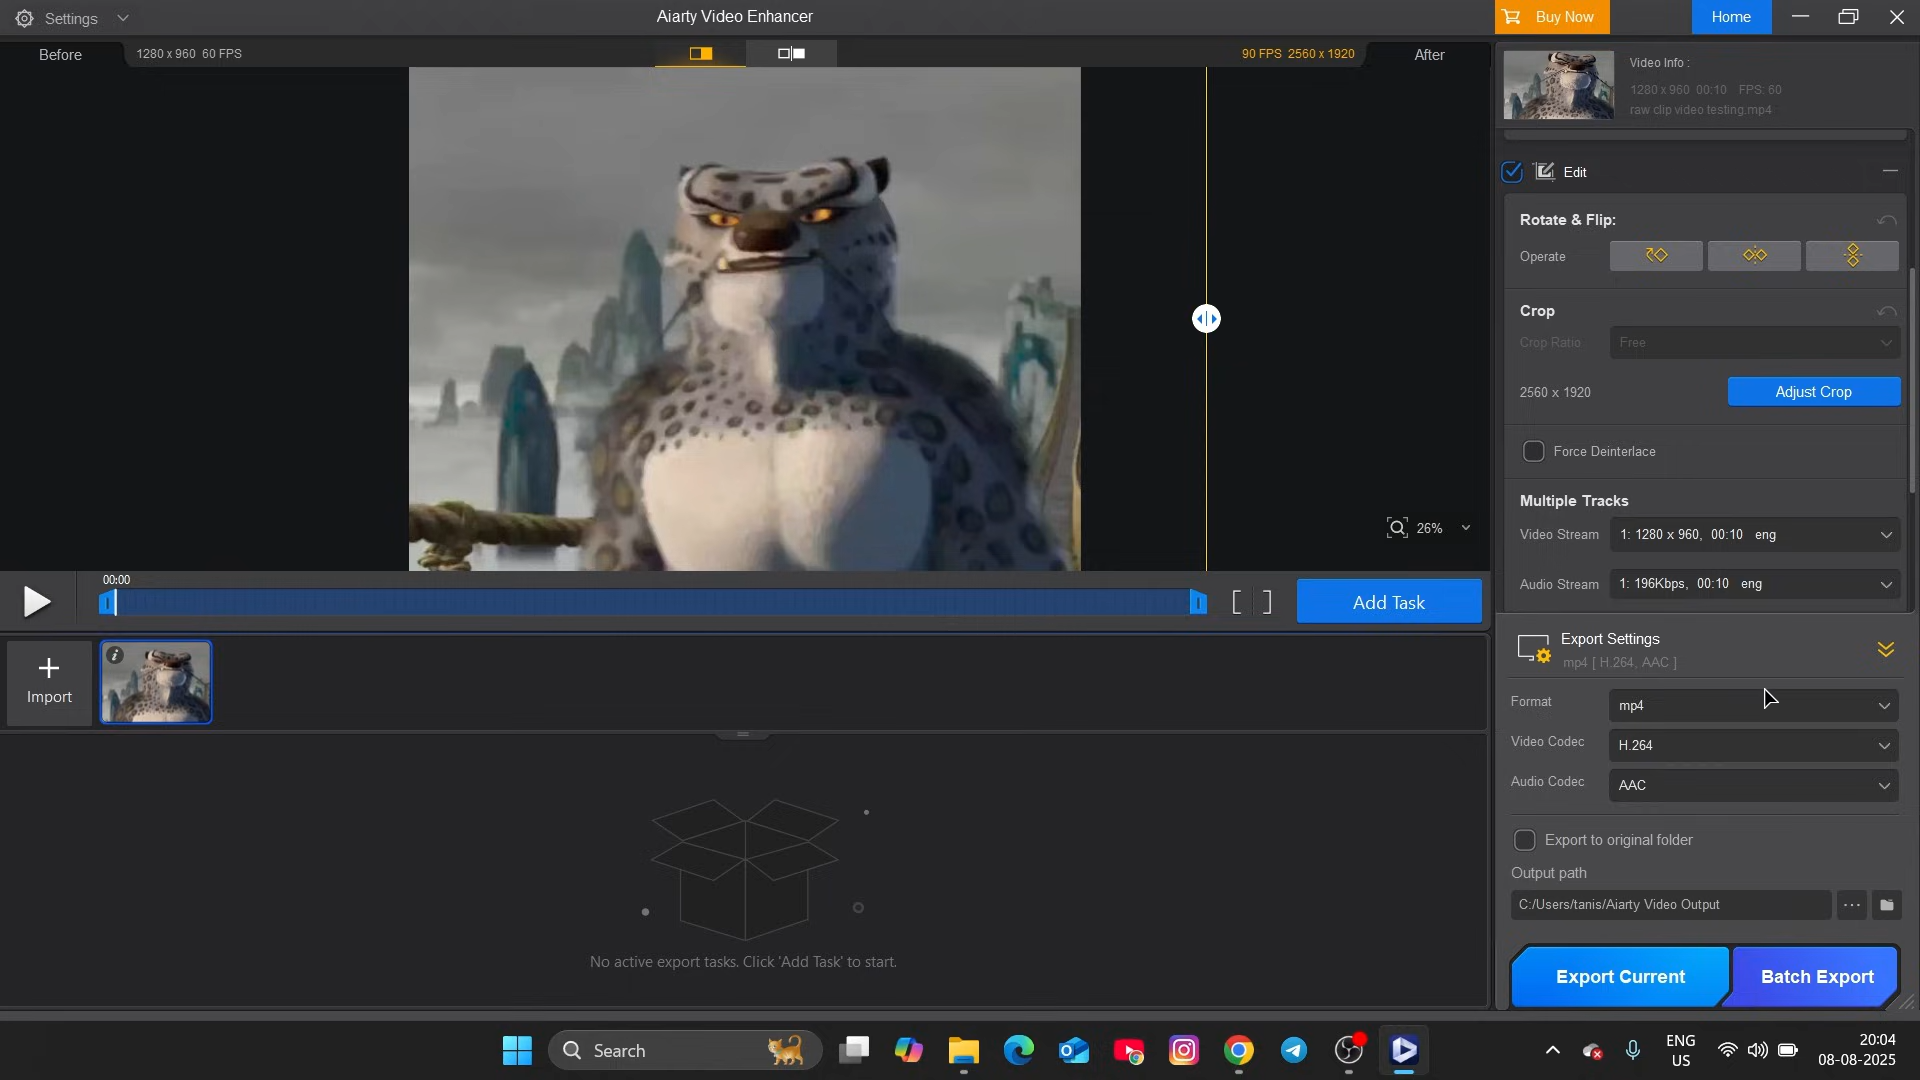 Settings
Aiarty Video Enhancer
Buy Now
Home
Before
1280 x 960 60 FPS
90 FPS 2560 x 1920
After
Video Info :
1280 x 960 00:10 FPS: 60
raw clip video testing.mp4
Edit
Rotate & Flip:
Operate
Crop
Crop Ratio
Free
2560 x 1920
Adjust Crop
Force Deinterlace
Multiple Tracks
Video Stream
1: 1280 x 960, 00:10 eng
Audio Stream
1: 196Kbps, 00:10 eng
26%
00:00
Add Task
Import
No active export tasks. Click 'Add Task' to start.
Export Settings
mp4 [ H.264, AAC ]
Format
mp4
Video Codec
H.264
Audio Codec
AAC
Export to original folder
Output path
C:/Users/tanis/Aiarty Video Output
Export Current
Batch Export
Search
ENG
US
20:04
08-08-2025